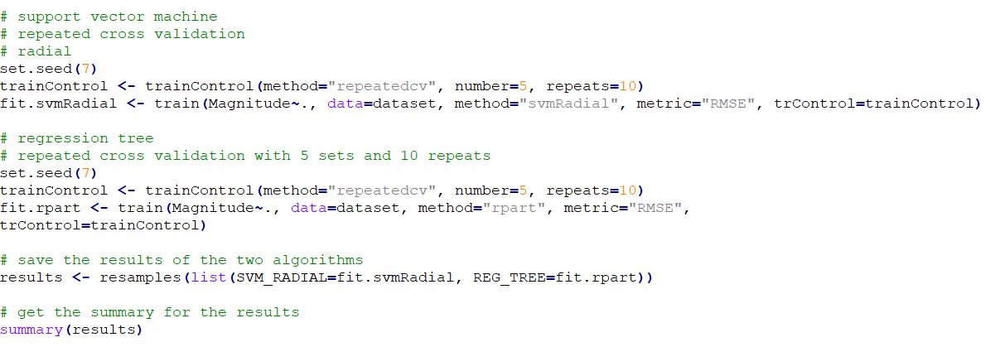 # support vector machine
# repeated cross validation
# radial
set.seed(7)
trainControl <- trainControl(method="repeatedcv", number=5, repeats=10)
fit.svmRadial <- train(Magnitude~., data=dataset, method="svmRadial", metric="RMSE", trControl=trainControl)
# regression tree
# repeated cross validation with 5 sets and 10 repeats
set.seed(7)
trainControl <- trainControl(method="repeatedcv", number=5, repeats=10)
fit.rpart <- train(Magnitude~., data=dataset, method="rpart", metric="RMSE",
trControl=trainControl)
# save the results of the two algorithms
results <- resamples(list(SVM_RADIAL=fit.svmRadial, REG_TREE=fit.rpart))
# get the summary for the results
summary(results)